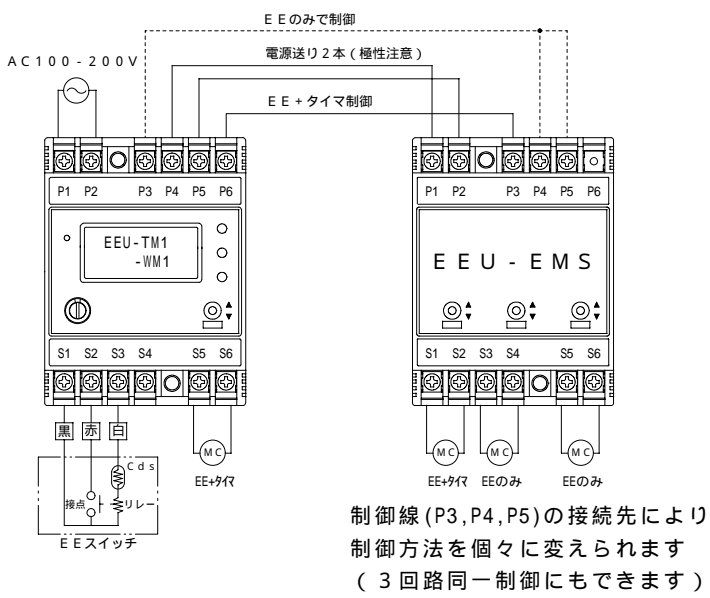 EEのみで制御
電源送り2本(極性注意)
AC100-200V
EE+タイマ制御
P1 P2 P3 P4 P5 P6
P1 P2 P3 P4 P5 P6
EEU-TM1
-WM1
EEU-EMS
S1 S2 S3 S4 S5 S6
S1 S2 S3 S4 S5 S6
黒 赤 白
MC
MC MC MC
Cds
EE+タイマ
EE+タイマ EEのみ EEのみ
接点 リレー
EEスイッチ
制御線(P3,P4,P5)の接続先により
制御方法を個々に変えられます
(3回路同一制御にもできます)